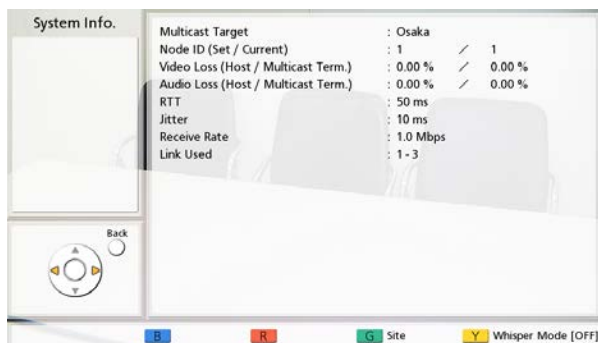 System Info.
Multicast Target : Osaka
Node ID (Set / Current) : 1 / 1
Video Loss (Host / Multicast Term.) : 0.00 % / 0.00 %
Audio Loss (Host / Multicast Term.) : 0.00 % / 0.00 %
RTT : 50 ms
Jitter : 10 ms
Receive Rate : 1.0 Mbps
Link Used : 1 - 3
Back
B R G Site Y Whisper Mode [OFF]